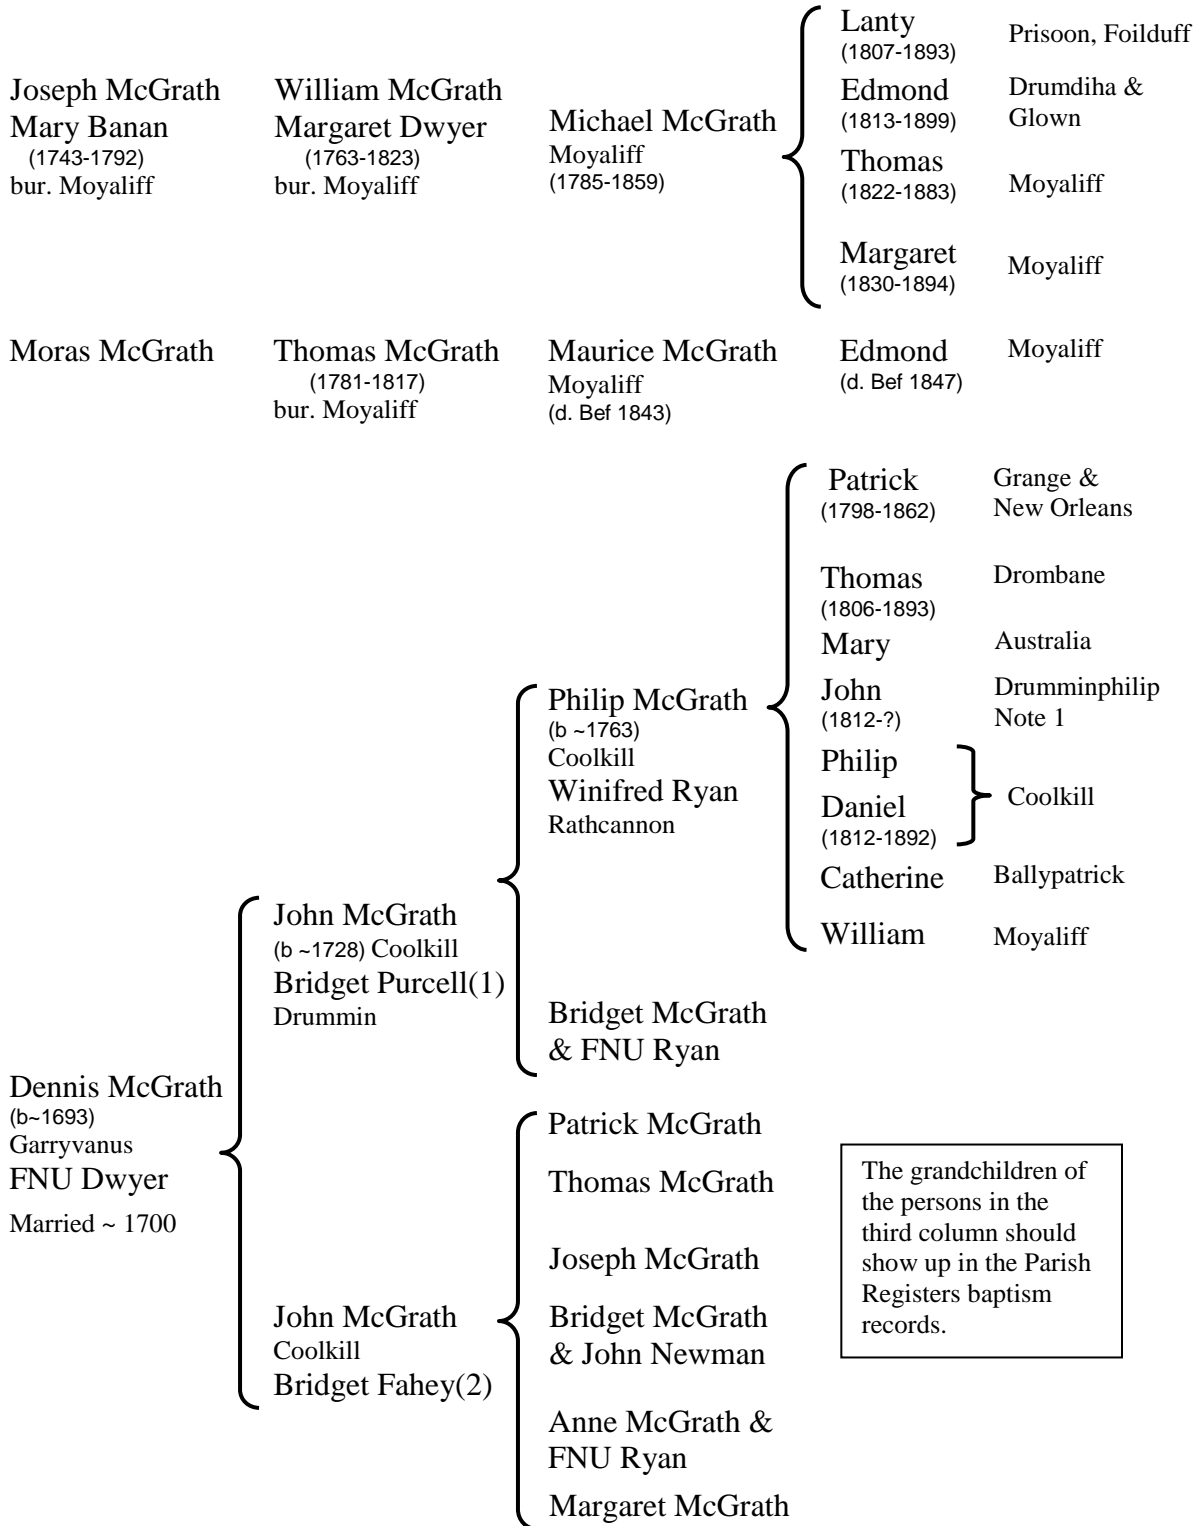 Joseph McGrath
Mary Banan
(1743-1792)
bur. Moyaliff
William McGrath
Margaret Dwyer
(1763-1823)
bur. Moyaliff
Michael McGrath
Moyaliff
(1785-1859)
Lanty
(1807-1893)
Prisoon, Foilduff
Edmond
(1813-1899)
Drumdiha &
Glown
Thomas
(1822-1883)
Moyaliff
Margaret
(1830-1894)
Moyaliff
Moras McGrath
Thomas McGrath
(1781-1817)
bur. Moyaliff
Maurice McGrath
Moyaliff
(d. Bef 1843)
Edmond
(d. Bef 1847)
Moyaliff
Dennis McGrath
(b~1693)
Garryvanus
FNU Dwyer
Married ~ 1700
John McGrath
(b ~1728) Coolkill
Bridget Purcell(1)
Drummin
Philip McGrath
(b ~1763)
Coolkill
Winifred Ryan
Rathcannon
Patrick
(1798-1862)
Grange &
New Orleans
Thomas
(1806-1893)
Drombane
Mary
Australia
John
(1812-?)
Drumminphilip
Note 1
Philip
Daniel
(1812-1892)
Coolkill
Catherine
Ballypatrick
William
Moyaliff
Bridget McGrath
& FNU Ryan
John McGrath
Coolkill
Bridget Fahey(2)
Patrick McGrath
Thomas McGrath
Joseph McGrath
Bridget McGrath
& John Newman
Anne McGrath &
FNU Ryan
Margaret McGrath
The grandchildren of
the persons in the
third column should
show up in the Parish
Registers baptism
records.